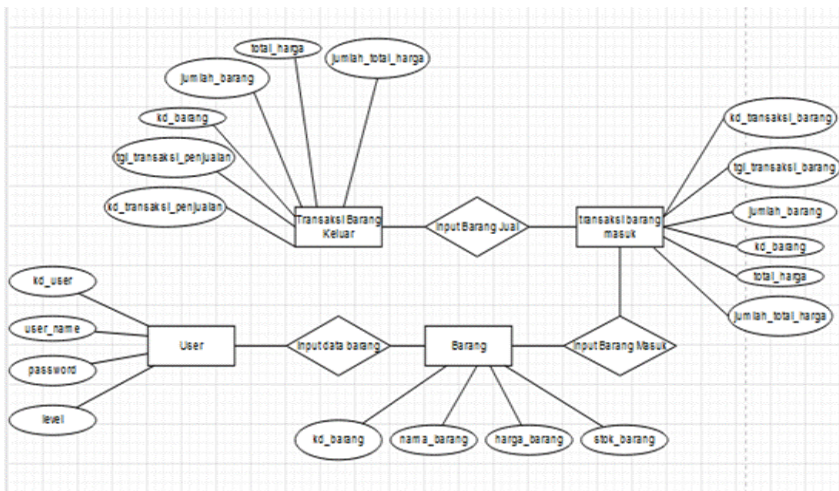 total_harga
jumlah_total_harga
jumlah_barang
kd_barang
tgl_transaksi_penjualan
kd_transaksi_penjualan
Transaksi Barang
Keluar
Input Barang Jual
transaksi barang
masuk
kd_transaksi_barang
tgl_transaksi_barang
jumlah_barang
kd_barang
total_harga
jumlah_total_harga
kd_user
user_name
password
level
User
Input data barang
Barang
Input Barang Masuk
kd_barang
nama_barang
harga_barang
stok_barang